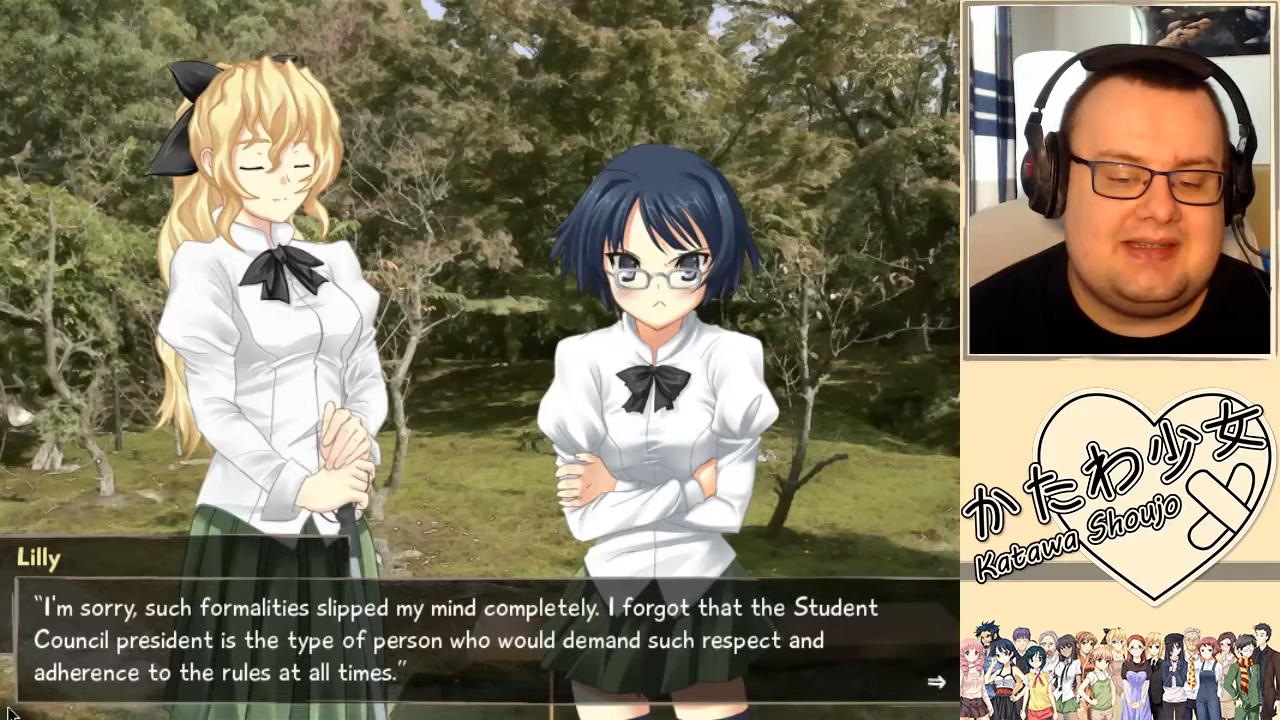 Lilly
“I'm sorry, such formalities slipped my mind completely. I forgot that the Student
Council president is the type of person who would demand such respect and
adherence to the rules at all times.”
かたわ少女
Katawa Shoujo